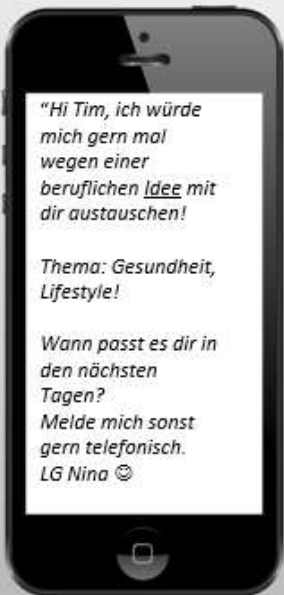 “Hi Tim, ich würde
mich gern mal
wegen einer
beruflichen Idee mit
dir austauschen!
Thema: Gesundheit,
Lifestyle!
Wann passt es dir in
den nächsten
Tagen?
Melde mich sonst
gern telefonisch.
LG Nina ☺